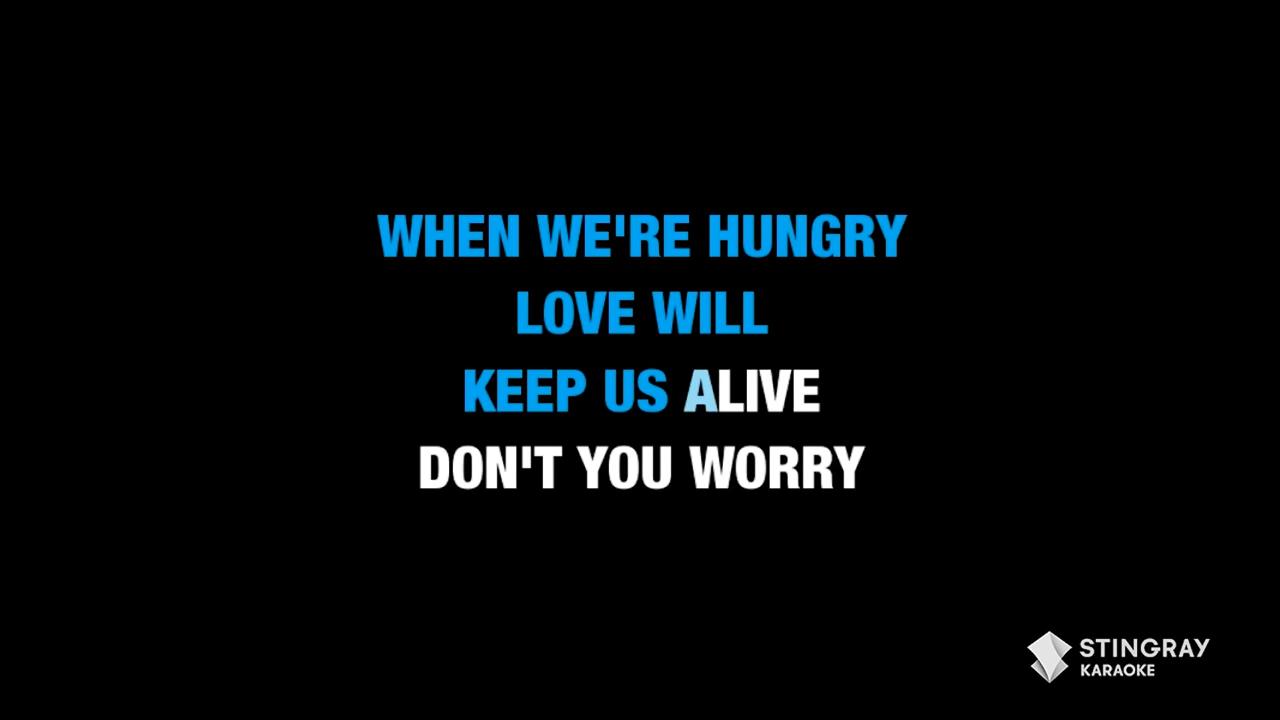 WHEN WE'RE HUNGRY
LOVE WILL
KEEP US ALIVE
DON'T YOU WORRY
STINGRAY
KARAOKE